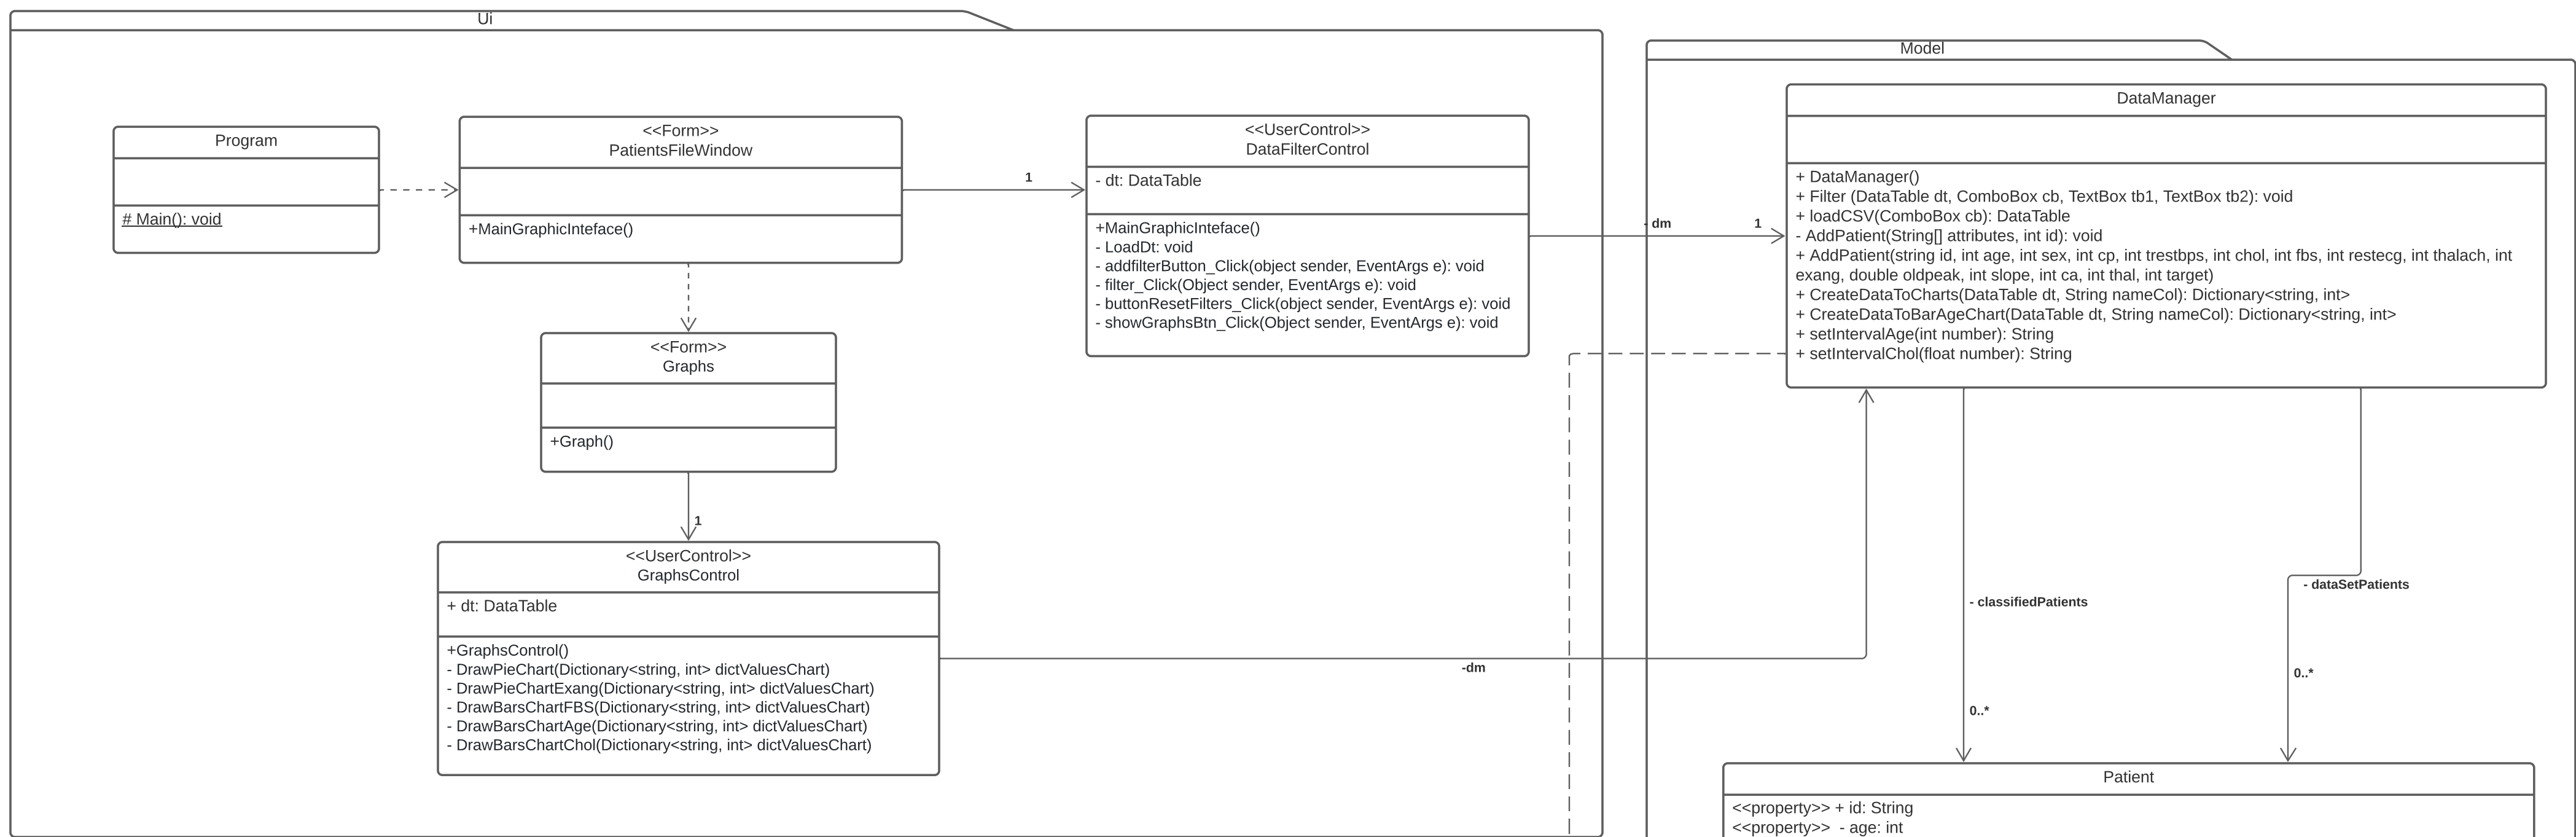 Ui
Program
# Main(): void
<<Form>>
PatientsFileWindow
+MainGraphicInteface()
1
<<UserControl>>
DataFilterControl
- dt: DataTable
+MainGraphicInteface()
- LoadDt: void
- addfilterButton_Click(object sender, EventArgs e): void
- filter_Click(Object sender, EventArgs e): void
- buttonResetFilters_Click(object sender, EventArgs e): void
- showGraphsBtn_Click(Object sender, EventArgs e): void
<<Form>>
Graphs
+Graph()
1
<<UserControl>>
GraphsControl
+ dt: DataTable
+GraphsControl()
- DrawPieChart(Dictionary<string, int> dictValuesChart)
- DrawPieChartExang(Dictionary<string, int> dictValuesChart)
- DrawBarsChartFBS(Dictionary<string, int> dictValuesChart)
- DrawBarsChartAge(Dictionary<string, int> dictValuesChart)
- DrawBarsChartChol(Dictionary<string, int> dictValuesChart)
- dm
1
-dm
Model
DataManager
+ DataManager()
+ Filter (DataTable dt, ComboBox cb, TextBox tb1, TextBox tb2): void
+ loadCSV(ComboBox cb): DataTable
- AddPatient(String[] attributes, int id): void
+ AddPatient(string id, int age, int sex, int cp, int trestbps, int chol, int fbs, int restecg, int thalach, int
exang, double oldpeak, int slope, int ca, int thal, int target)
+ CreateDataToCharts(DataTable dt, String nameCol): Dictionary<string, int>
+ CreateDataToBarAgeChart(DataTable dt, String nameCol): Dictionary<string, int>
+ setIntervalAge(int number): String
+ setIntervalChol(float number): String
- classifiedPatients
0..*
- dataSetPatients
0..*
Patient
<<property>> + id: String
<<property>>  - age: int